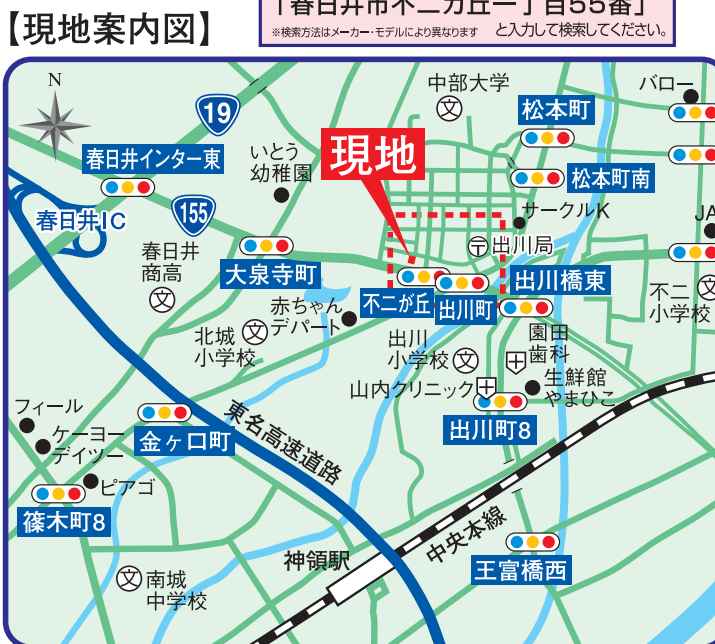 「春日井市不二ガ丘一丁目55番」
※検索方法はメーカー・モデルにより異なります　と入力して検索してください。
【現地案内図】
N
19
中部大学
文
バロー
松本町
春日井インター東
いとう
幼稚園
現地
松本町南
155
春日井IC
サークルK
JA
〒出川局
春日井
商高
文
大泉寺町
不二が丘
出川町
出川橋東
不二
小学校
文
赤ちゃん
デパート
北城
小学校
文
出川
小学校
文
園田
歯科
山内クリニック
生鮮館
やまひこ
フィール
ケーヨー
デイツー
金ヶ口町
東名高速道路
出川町8
ピアゴ
篠木町8
中央本線
神領駅
王富橋西
文
南城
中学校